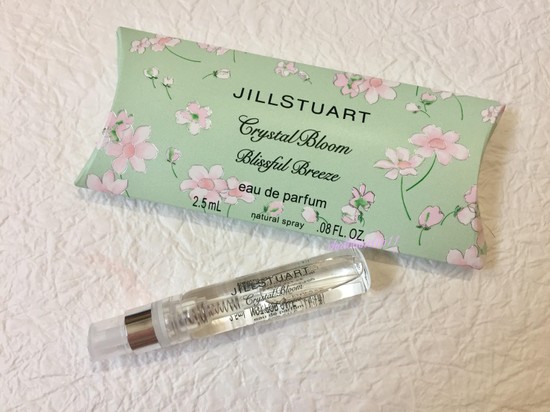 JILLSTUART
Crystal Bloom
Blissful Breeze
eau de parfum
2.5 mL
natural spray
.08 FL. OZ.
JILLSTUART
Crystal Bloom